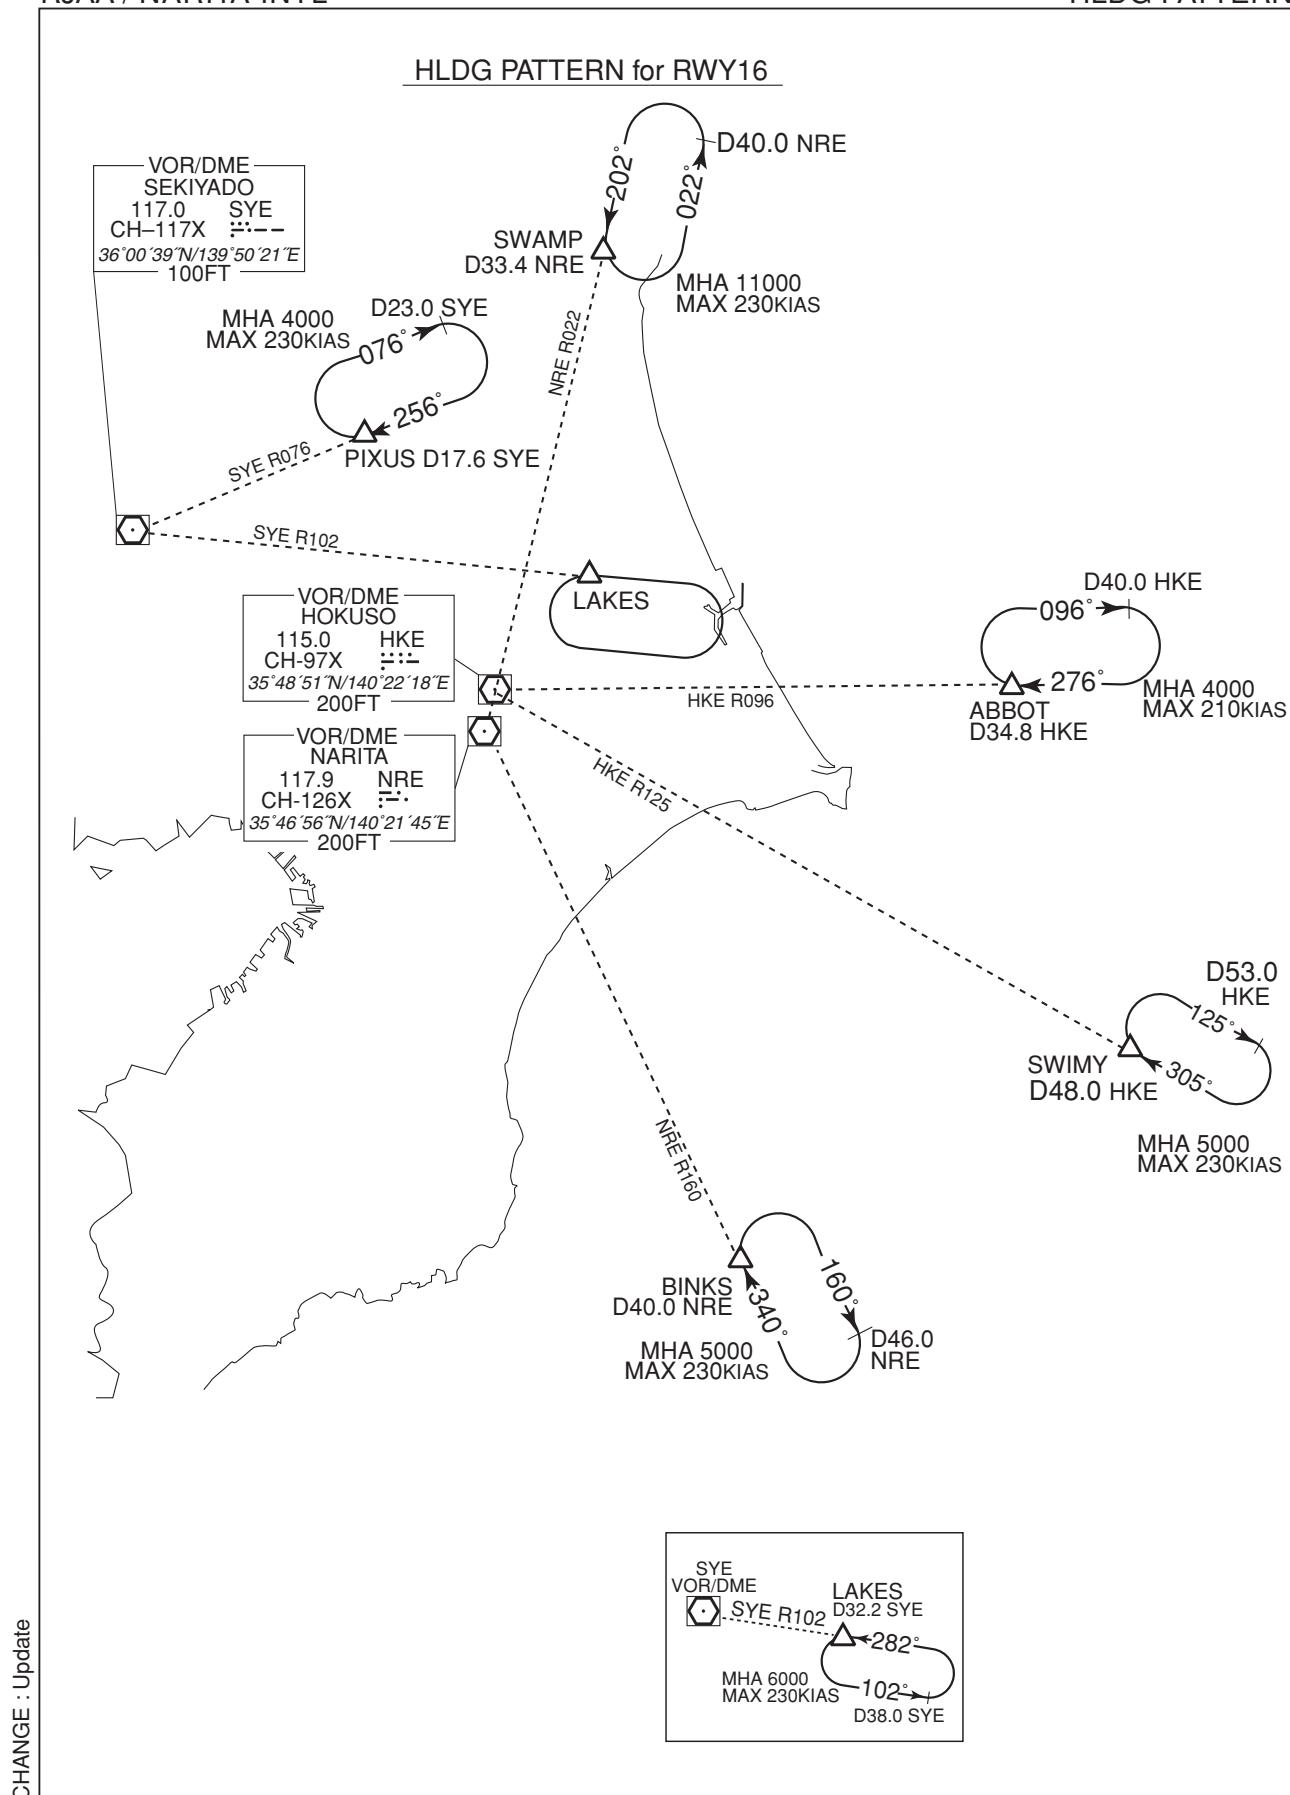 HLDG PATTERN for RWY16
D40.0 NRE
202°
022°
SWAMP
D33.4 NRE
MHA 11000
MAX 230KIAS
NRE R022
VOR/DME
SEKIYADO
117.0 SYE
CH–117X
36°00´39˝N/139°50´21˝E
100FT
D23.0 SYE
MHA 4000
MAX 230KIAS
076°
256°
PIXUS D17.6 SYE
SYE R076
SYE R102
LAKES
VOR/DME
HOKUSO
115.0 HKE
CH-97X
35°48´51˝N/140°22´18˝E
200FT
D40.0 HKE
096°
276°
ABBOT
D34.8 HKE
MHA 4000
MAX 210KIAS
HKE R096
VOR/DME
NARITA
117.9 NRE
CH-126X
35°46´56˝N/140°21´45˝E
200FT
HKE R125
D53.0
HKE
125°
305°
SWIMY
D48.0 HKE
MHA 5000
MAX 230KIAS
NRE R160
BINKS
D40.0 NRE
160°
340°
D46.0
NRE
MHA 5000
MAX 230KIAS
SYE
VOR/DME
SYE R102
LAKES
D32.2 SYE
282°
102°
MHA 6000
MAX 230KIAS
D38.0 SYE
CHANGE : Update